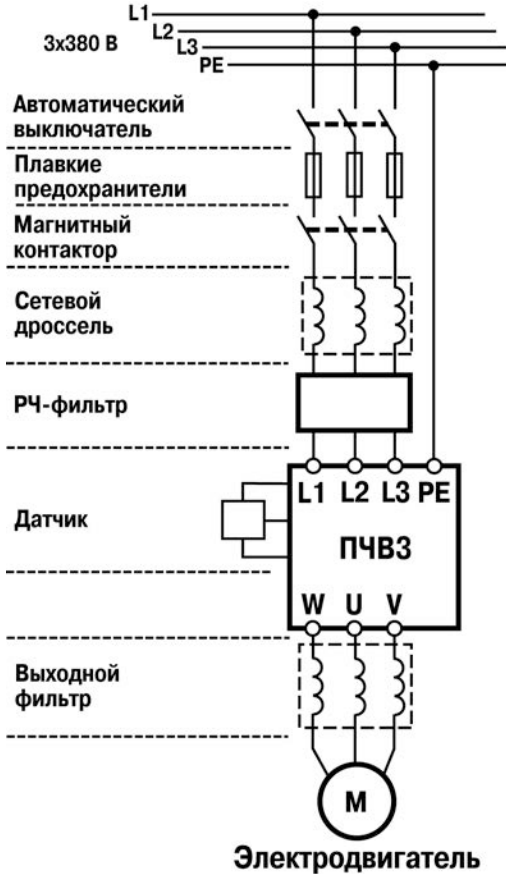 L1
L2
3x380 В
L3
PE
Автоматический
выключатель
Плавкие
предохранители
Магнитный
контактор
Сетевой
дроссель
РЧ-фильтр
L1 L2 L3 PE
Датчик
ПЧВ3
W U V
Выходной
фильтр
М
Электродвигатель